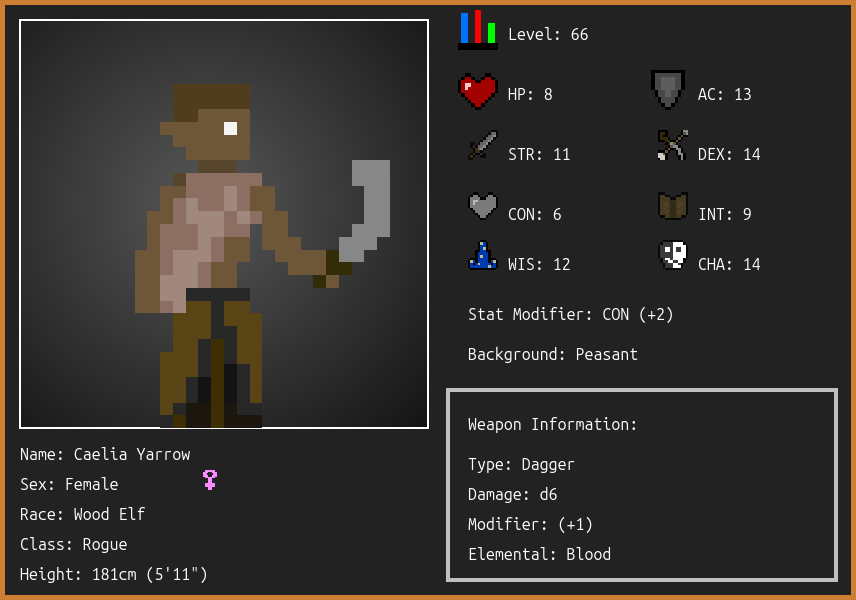 Level: 66
HP: 8
AC: 13
STR: 11
DEX: 14
CON: 6
INT: 9
WIS: 12
CHA: 14
Stat Modifier: CON (+2)
Background: Peasant
Weapon Information:
Type: Dagger
Damage: d6
Modifier: (+1)
Elemental: Blood
Name: Caelia Yarrow
Sex: Female
Race: Wood Elf
Class: Rogue
Height: 181cm (5'11")